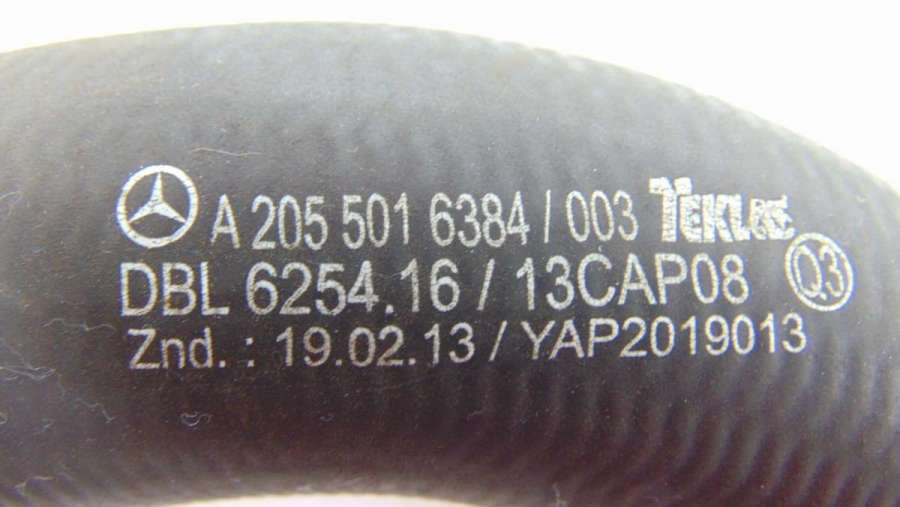 A 205 501 6384 / 003 TEKLAS
DBL 6254.16 / 13CAP08 Q3
Znd. : 19.02.13 / YAP2019013